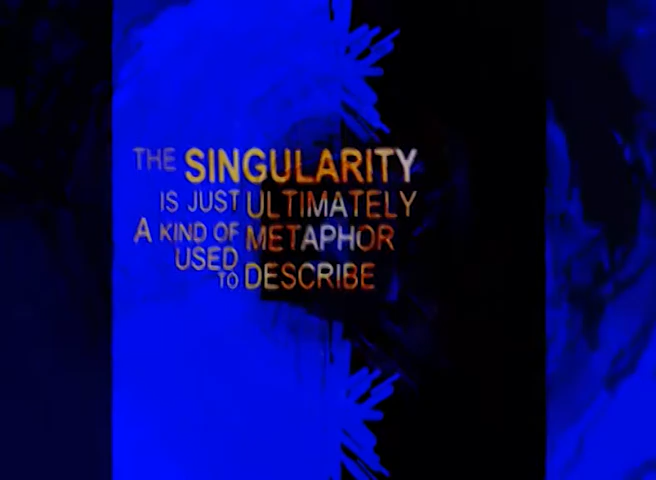 THE SINGULARITY
IS JUST ULTIMATELY
A KIND OF METAPHOR
USED
TO DESCRIBE